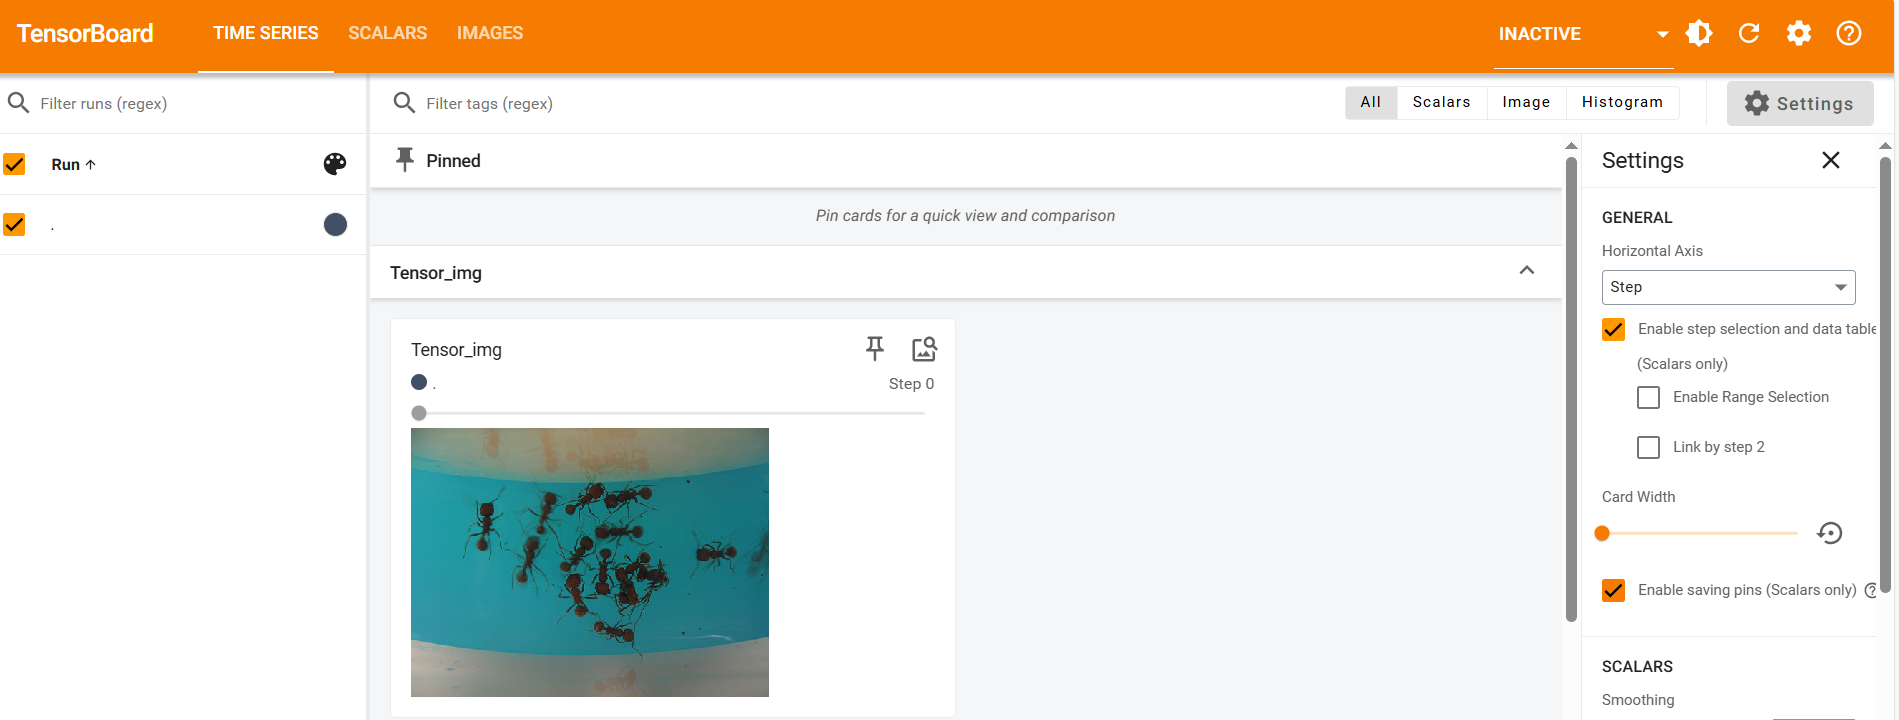 TensorBoard
TIME SERIES
SCALARS
IMAGES
INACTIVE
Filter runs (regex)
Filter tags (regex)
All
Scalars
Image
Histogram
Settings
Run
.
Pinned
Pin cards for a quick view and comparison
Tensor_img
Tensor_img
.
Step 0
Settings
GENERAL
Horizontal Axis
Step
Enable step selection and data table
(Scalars only)
Enable Range Selection
Link by step 2
Card Width
Enable saving pins (Scalars only)
SCALARS
Smoothing